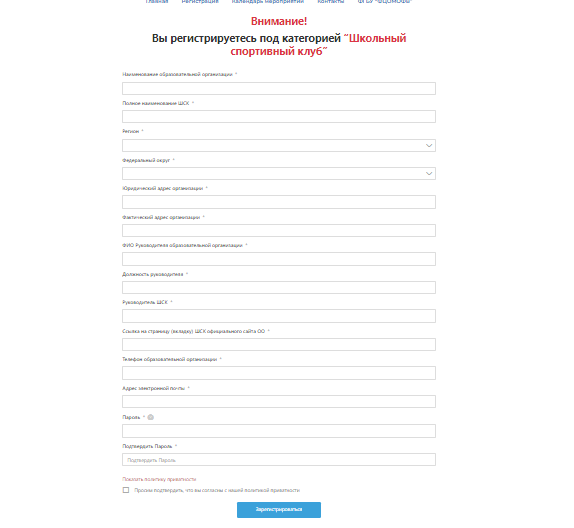 Главная Регистрация Календарь мероприятий Контакты ФГБУ "ФЦОМОФВ"
Внимание!
Вы регистрируетесь под категорией "Школьный
спортивный клуб"
Наименование образовательной организации *
Полное наименование ШСК *
Регион *
Федеральный округ *
Юридический адрес организации *
Фактический адрес организации *
ФИО Руководителя образовательной организации *
Должность руководителя *
Руководитель ШСК *
Ссылка на страницу (вкладку) ШСК официального сайта ОО *
Телефон образовательной организации *
Адрес электронной почты *
Пароль *
Подтвердить Пароль *
Подтвердить Пароль
Показать политику приватности
Просим подтвердить, что вы согласны с нашей политикой приватности
Зарегистрироваться